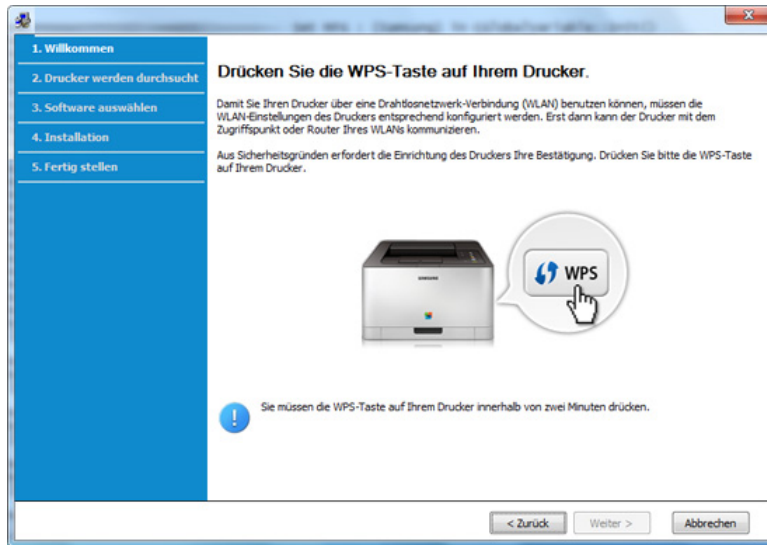 1. Willkommen
2. Drucker werden durchsucht
3. Software auswählen
4. Installation
5. Fertig stellen
Drücken Sie die WPS-Taste auf Ihrem Drucker.
Damit Sie Ihren Drucker über eine Drahtlosnetzwerk-Verbindung (WLAN) benutzen können, müssen die
WLAN-Einstellungen des Druckers entsprechend konfiguriert werden. Erst dann kann der Drucker mit dem
Zugriffspunkt oder Router Ihres WLANs kommunizieren.
Aus Sicherheitsgründen erfordert die Einrichtung des Druckers Ihre Bestätigung. Drücken Sie bitte die WPS-Taste
auf Ihrem Drucker.
SAMSUNG
WPS
Sie müssen die WPS-Taste auf Ihrem Drucker innerhalb von zwei Minuten drücken.
< Zurück
Weiter >
Abbrechen